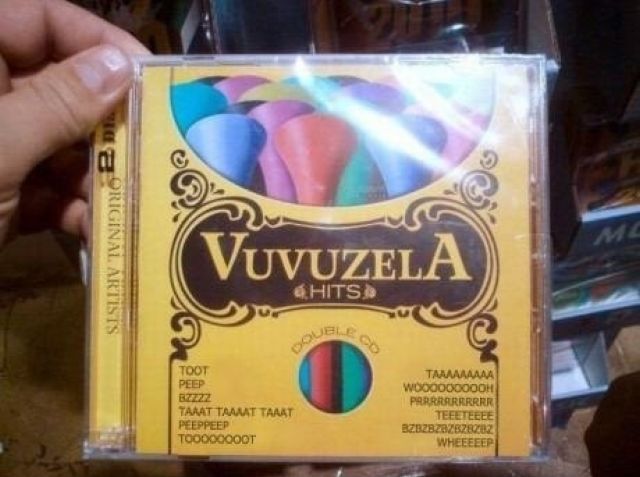 2
ORIGINAL ARTISTS
VUVUZELA
HITS
DOUBLE CD
TOOT
PEEP
BZZZZ
TAAAT TAAAAT TAAAT
PEEPPEEP
TOOOOOOOOT
TAAAAAAAAA
WOOOOOOOOOH
PRRRRRRRRRRR
TEEETEEEE
BZBZBZBZBZBZBZ
WHEEEEEP